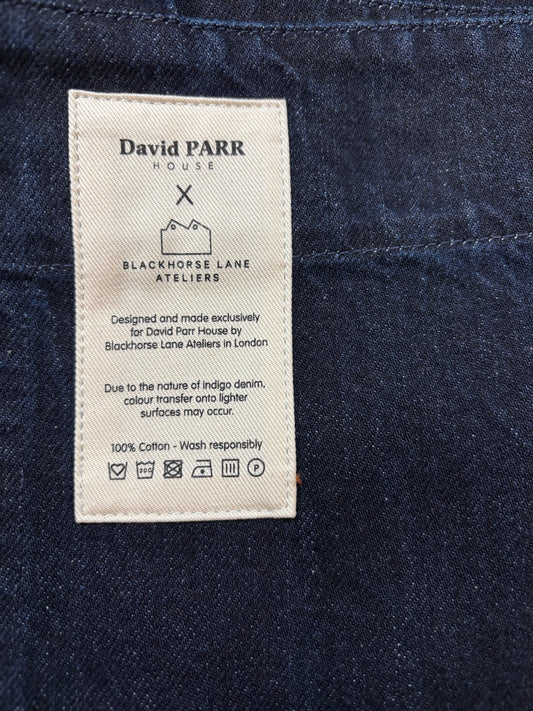 David PARR
HOUSE
X
BLACKHORSE LANE
ATELIERS
Designed and made exclusively
for David Parr House by
Blackhorse Lane Ateliers in London
Due to the nature of indigo denim,
colour transfer onto lighter
surfaces may occur.
100% Cotton - Wash responsibly
30C P